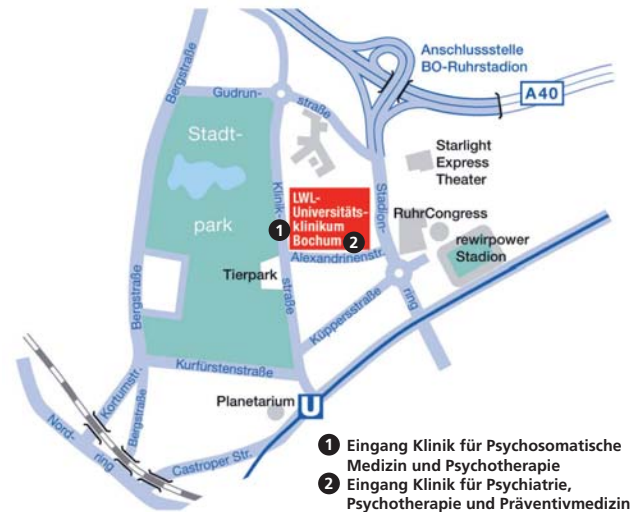 Anschlussstelle
BO-Ruhrstadion
A40
Bergstraße
Gudrun-
straße
Stadt-
park
Starlight
Express
Theater
Klinik-
straße
LWL-
Universitäts-
klinikum
Bochum
1
2
Stadion-
ring
RuhrCongress
rewirpower
Stadion
Alexandrinenstr.
Tierpark
Bergstraße
Küppersstraße
Kurfürstenstraße
Planetarium
U
Kortumstr.
Bergstraße
Nord-
ring
Castroper Str.
1 Eingang Klinik für Psychosomatische
Medizin und Psychotherapie
2 Eingang Klinik für Psychiatrie,
Psychotherapie und Präventivmedizin